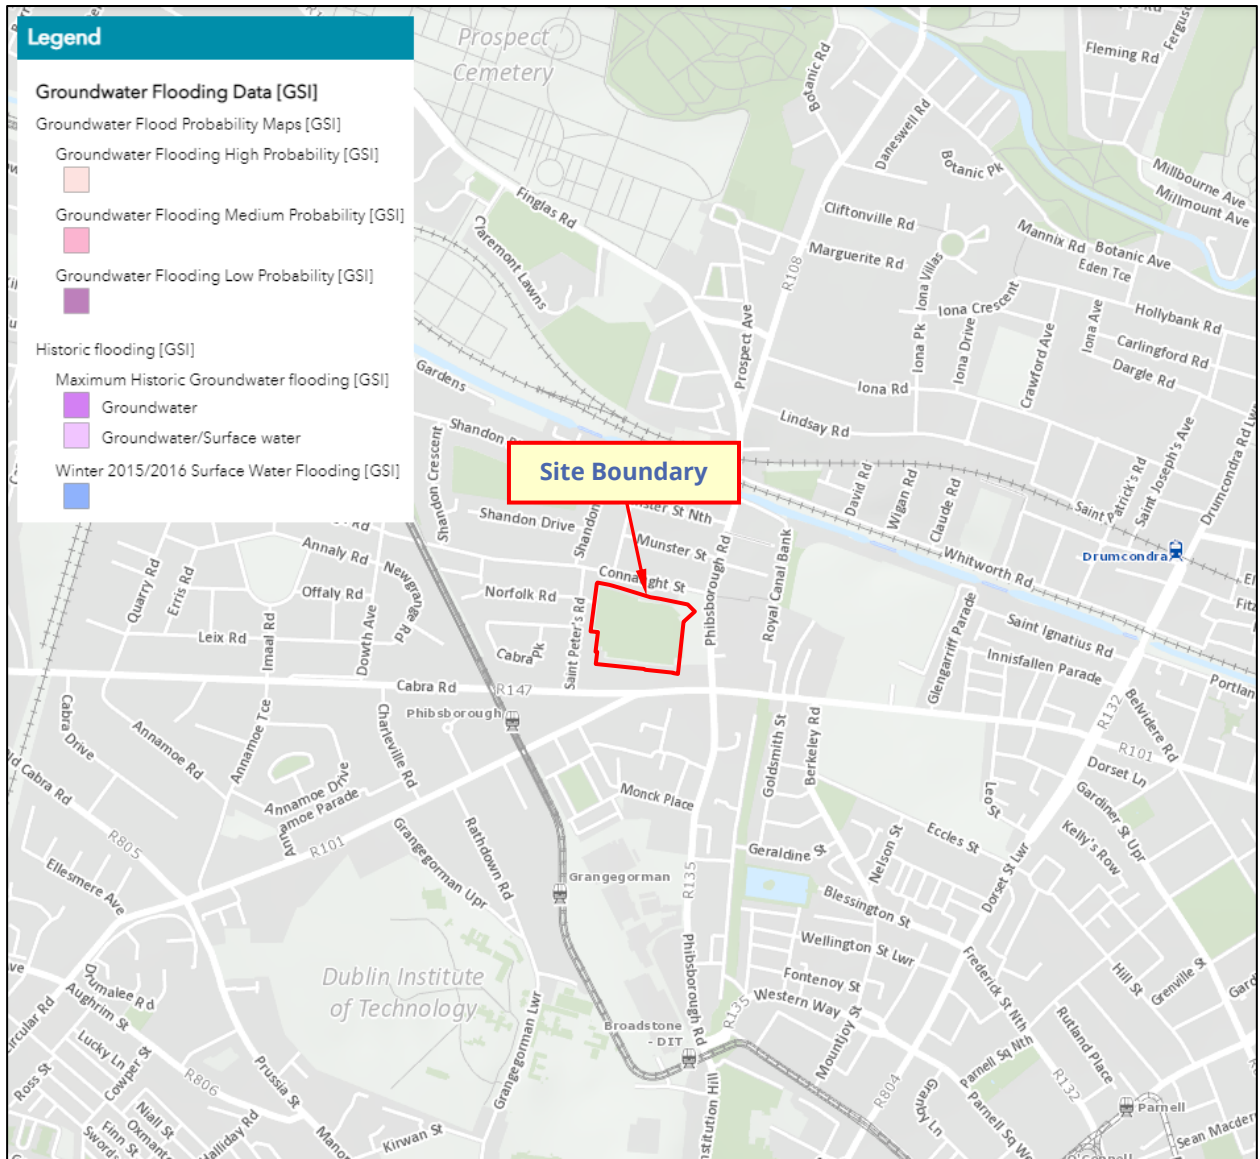 Legend
Groundwater Flooding Data [GSI]
Groundwater Flood Probability Maps [GSI]
Groundwater Flooding High Probability [GSI]
Groundwater Flooding Medium Probability [GSI]
Groundwater Flooding Low Probability [GSI]
Historic flooding [GSI]
Maximum Historic Groundwater flooding [GSI]
Groundwater
Groundwater/Surface water
Winter 2015/2016 Surface Water Flooding [GSI]
Prospect
Cemetery
Botanic Rd
Fleming Rd
Daneswell Rd
Botanic Pk
Millbourne Ave
Millmount Ave
Finglas Rd
Claremont Lawns
Cliftonville Rd
Marguerite Rd
Mannix Rd
Botanic Ave
Eden Tce
R108
Iona Villas
Iona Crescent
Hollybank Rd
Prospect Ave
Iona Pk
Iona Drive
Crawford Ave
Iona Ave
Carlingford Rd
Dargle Rd
Iona Rd
Gardens
Lindsay Rd
Shandon
Shandon Crescent
Site Boundary
David Rd
Wigan Rd
Claude Rd
Patrick's Rd
Saint Joseph's Ave
Drumcondra Rd
Shandon Drive
Munster St
Connaught St
Phibsborough Rd
Royal Canal Bank
Whitworth Rd
Drumcondra
Annaly Rd
Newgrange Rd
Quarry Rd
Erris Rd
Offaly Rd
Norfolk Rd
Leix Rd
Imaal Rd
Dowth Ave
Cabra Pk
Saint Peter's Rd
Glengarriff Parade
Saint Ignatius Rd
Innisfallen Parade
Cabra Rd
R147
Phibsborough
R132
Belvidere Rd
R101
Cabra Drive
Annamoe Rd
Annamoe Tce
Charleville Rd
Goldsmith St
Berkeley Rd
Dorset Ln
Old Cabra Rd
Annamoe Drive
Annamoe Parade
R101
Monck Place
Leo St
Gardiner St Upr
Kelly's Row
R805
Ellesmere Ave
Grangegorman Upr
Rathdown Rd
Grangegorman
R135
Geraldine St
Nelson St
Eccles St
Dorset St Lwr
Blessington St
Wellington St Lwr
Dublin Institute
of Technology
Phibsborough Rd
Fontenoy St
Western Way
Frederick St Nth
Hill St
Grenville St
Drumalee Rd
Aughrim St
Grangegorman Lwr
Broadstone
- DIT
R135
Mountjoy St
Parnell Sq Nth
Rutland Place
Lucky Ln
Cowper St
Ross St
R806
Prussia St
R804
Granby Ln
R132
Parnell
Niall St
Finn St
Halliday Rd
Kirwan St
Parnell Sq